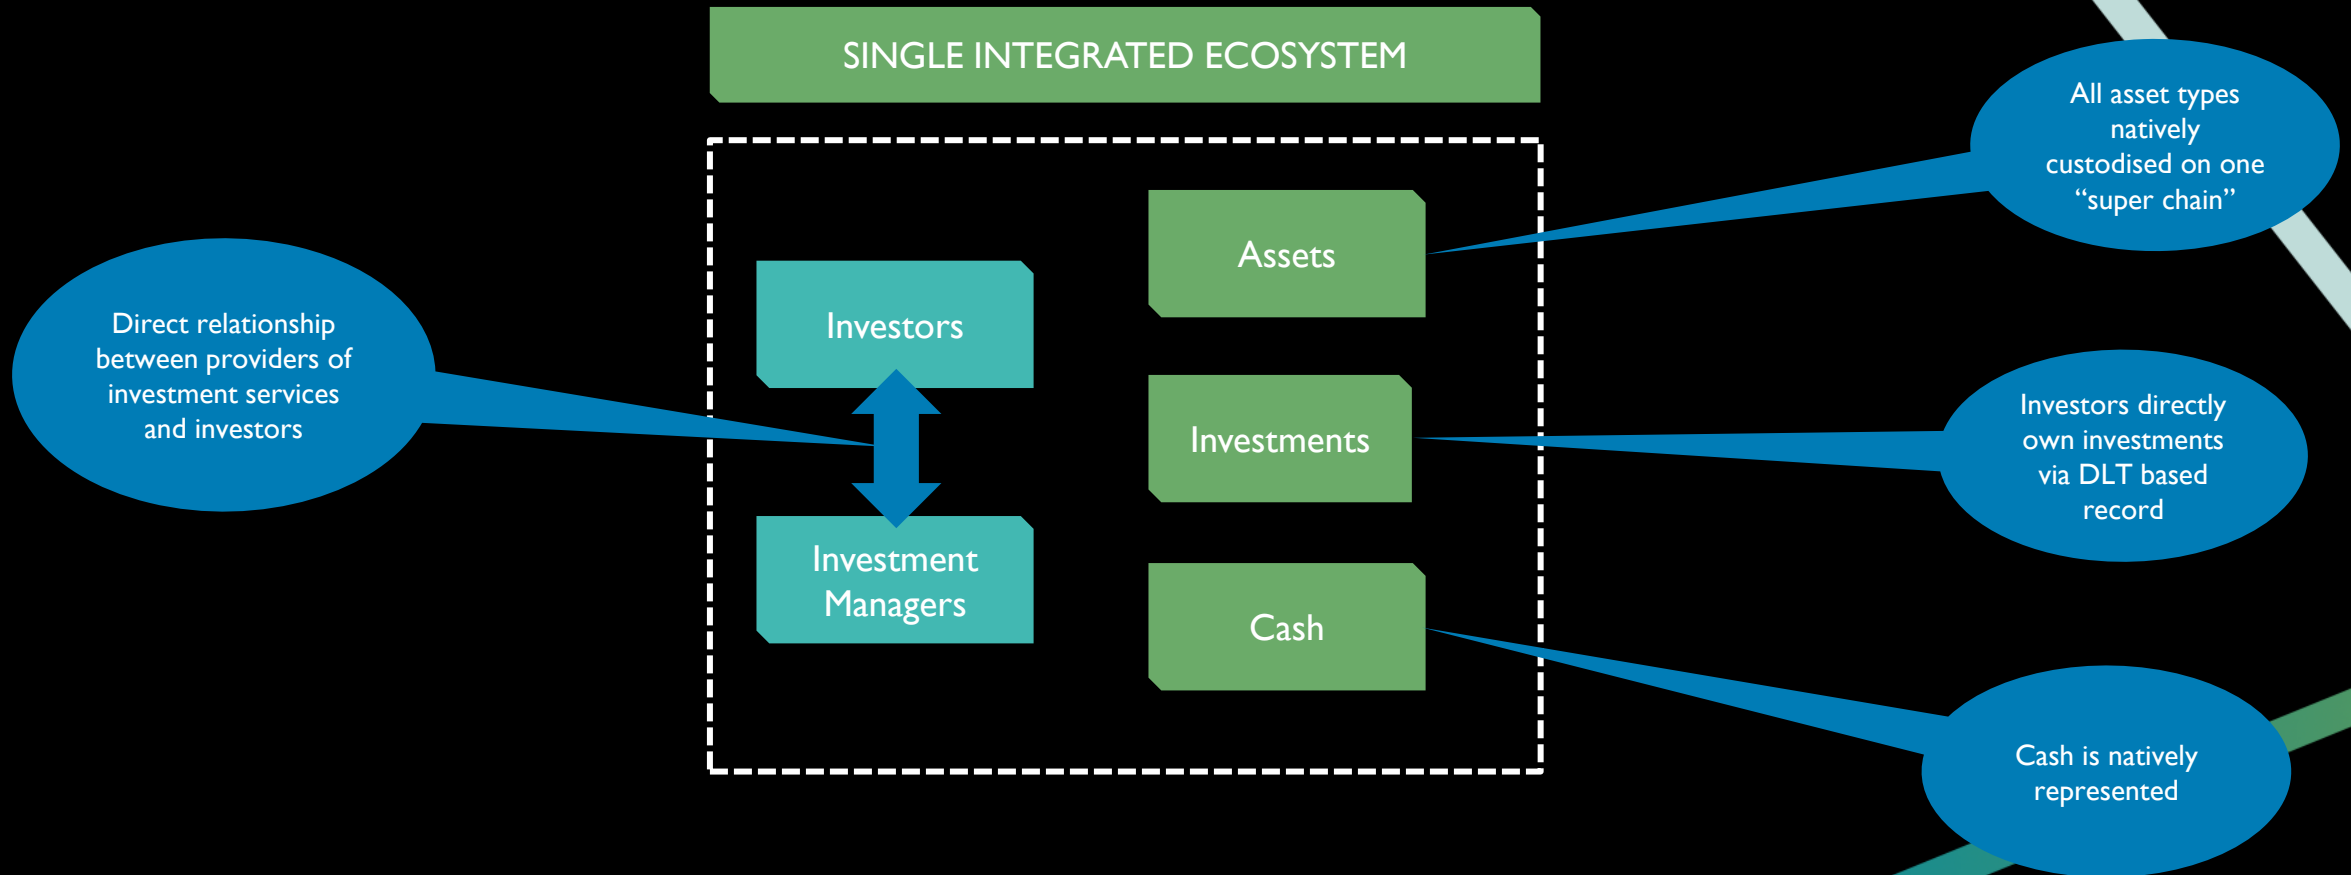 SINGLE INTEGRATED ECOSYSTEM
All asset types
natively
custodised on one
“super chain”
Assets
Investors
Direct relationship
between providers of
investment services
and investors
Investments
Investors directly
own investments
via DLT based
record
Investment
Managers
Cash
Cash is natively
represented